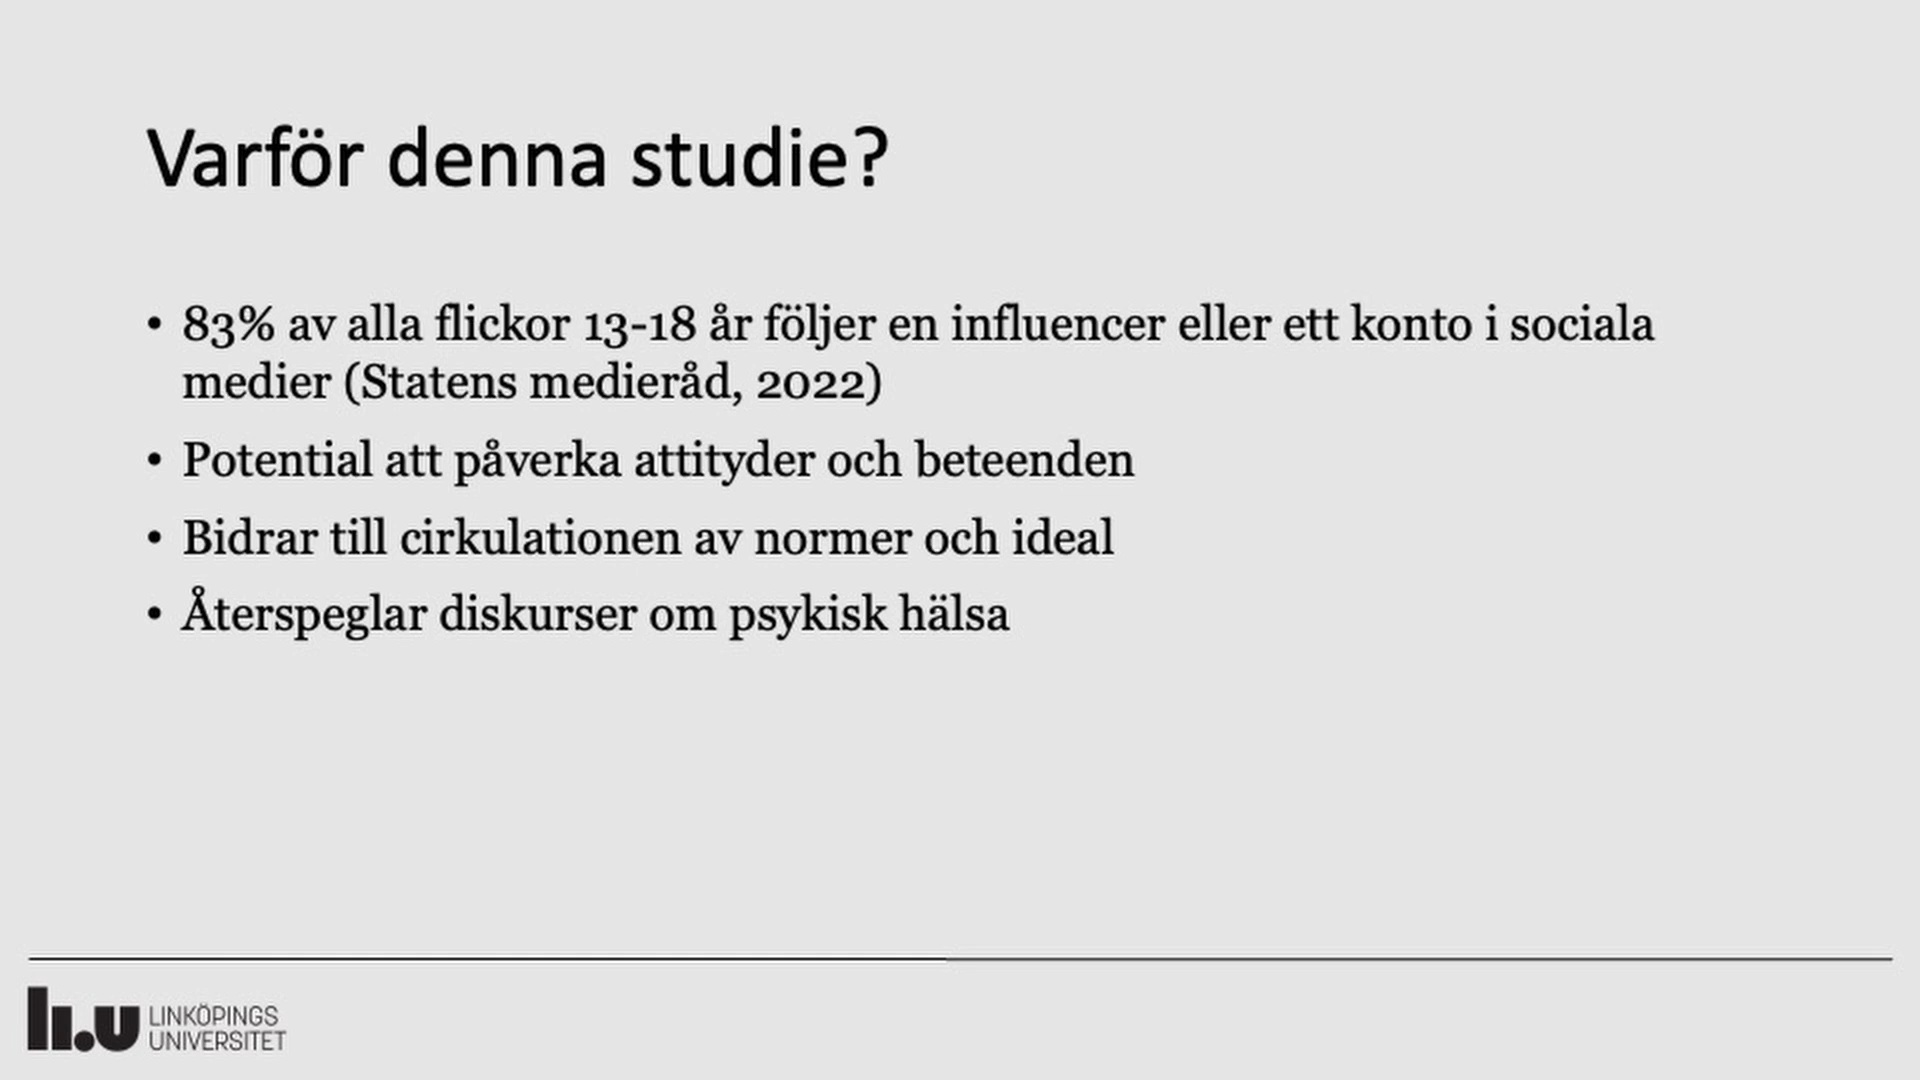 Varför denna studie?
• 83% av alla flickor 13-18 år följer en influencer eller ett konto i sociala
medier (Statens medieråd, 2022)
• Potential att påverka attityder och beteenden
• Bidrar till cirkulationen av normer och ideal
• Återspeglar diskurser om psykisk hälsa
li.u LINKÖPINGS
UNIVERSITET